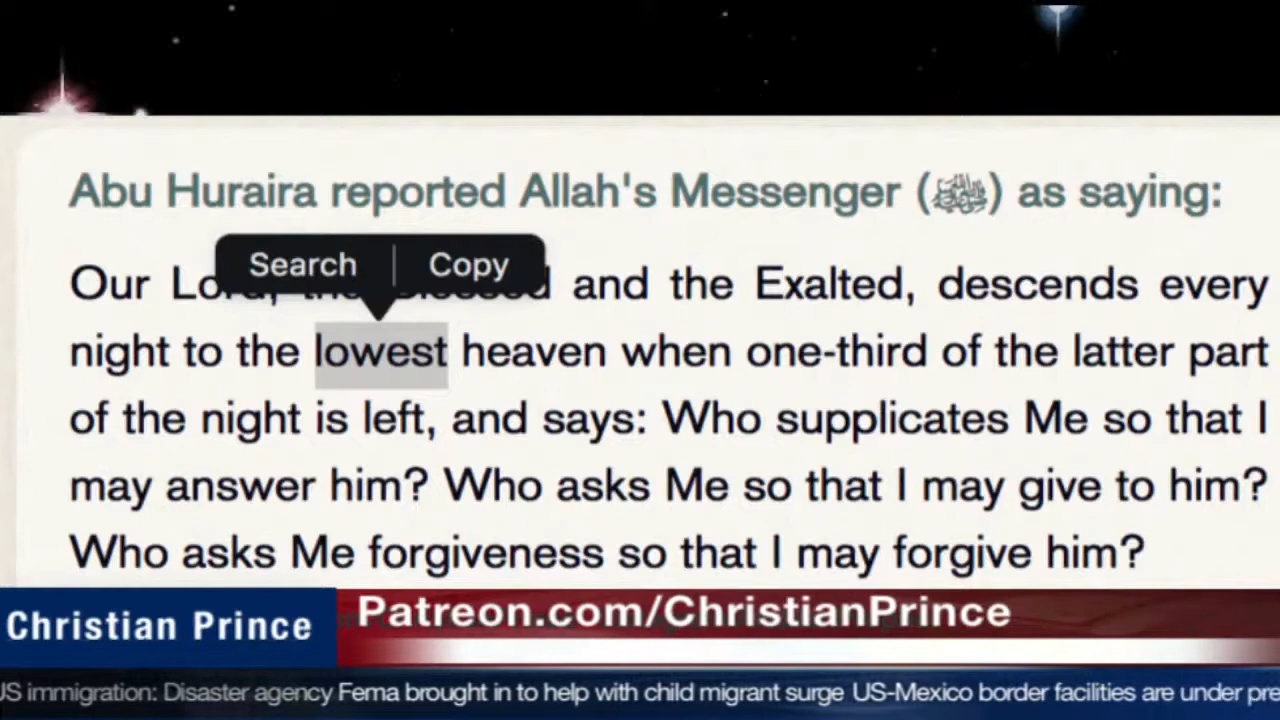 Abu Huraira reported Allah's Messenger (ﷺ) as saying:
Search Copy
Our Lord, the Blessed and the Exalted, descends every
night to the lowest heaven when one-third of the latter part
of the night is left, and says: Who supplicates Me so that I
may answer him? Who asks Me so that I may give to him?
Who asks Me forgiveness so that I may forgive him?
Patreon.com/ChristianPrince
Christian Prince
US immigration: Disaster agency Fema brought in to help with child migrant surge US-Mexico border facilities are under pre